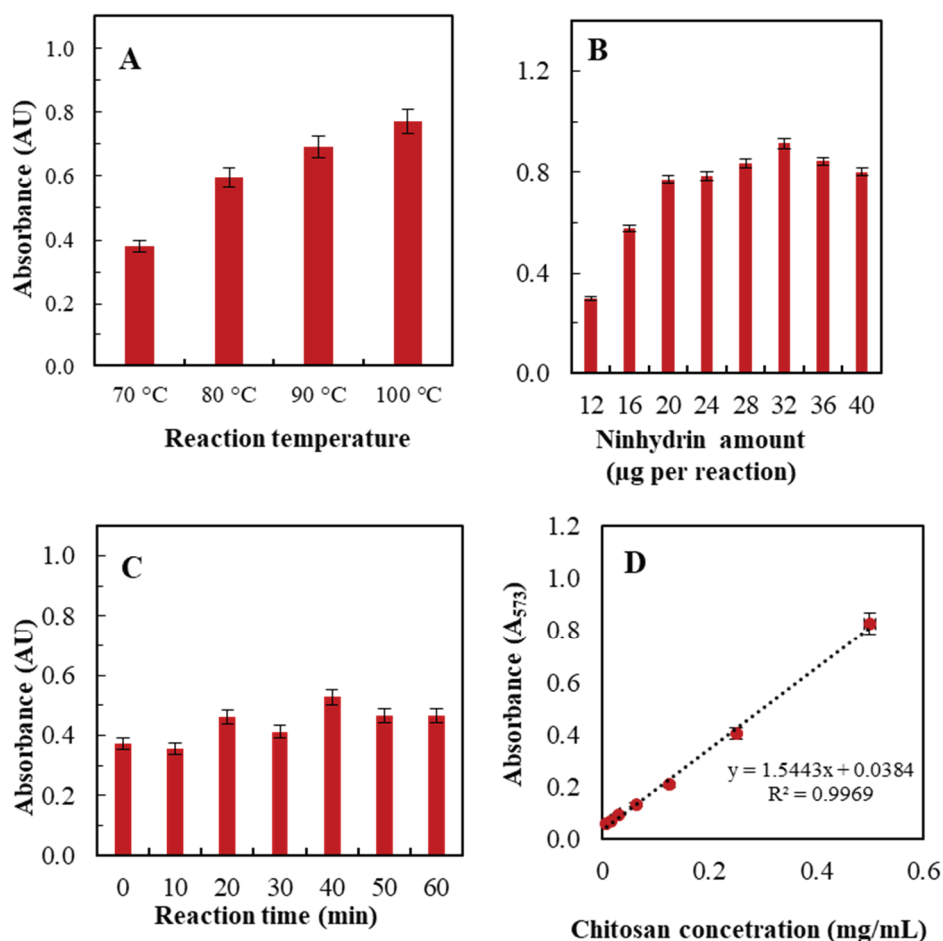 A
Absorbance (AU)
1.0
0.8
0.6
0.4
0.2
0.0
70 °C 80 °C 90 °C 100 °C
Reaction temperature
B
1.2
0.8
0.4
0.0
12 16 20 24 28 32 36 40
Ninhydrin amount
(µg per reaction)
C
Absorbance (AU)
1.0
0.8
0.6
0.4
0.2
0.0
0 10 20 30 40 50 60
Reaction time (min)
D
Absorbance (A₅₇₃)
1.2
1.0
0.8
0.6
0.4
0.2
0.0
y = 1.5443x + 0.0384
R² = 0.9969
0 0.2 0.4 0.6
Chitosan concetration (mg/mL)